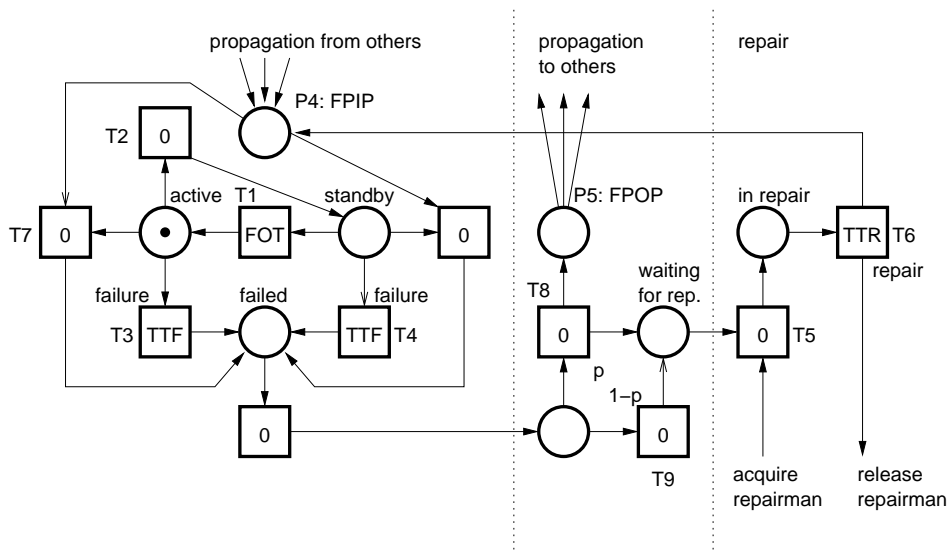 propagation from others
propagation
to others
repair
P4: FPIP
T2
0
active
T1
standby
P5: FPOP
in repair
T7
0
FOT
0
TTR
T6
repair
failure
failed
failure
T8
waiting
for rep.
T3
TTF
TTF
T4
0
0
T5
p
1–p
0
0
T9
acquire
repairman
release
repairman